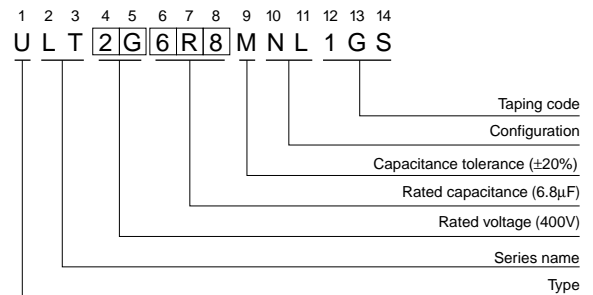 1 2 3 4 5 6 7 8 9 10 11 12 13 14
U L T 2 G 6 R 8 M N L 1 G S
Taping code
Configuration
Capacitance tolerance (±20%)
Rated capacitance (6.8µF)
Rated voltage (400V)
Series name
Type